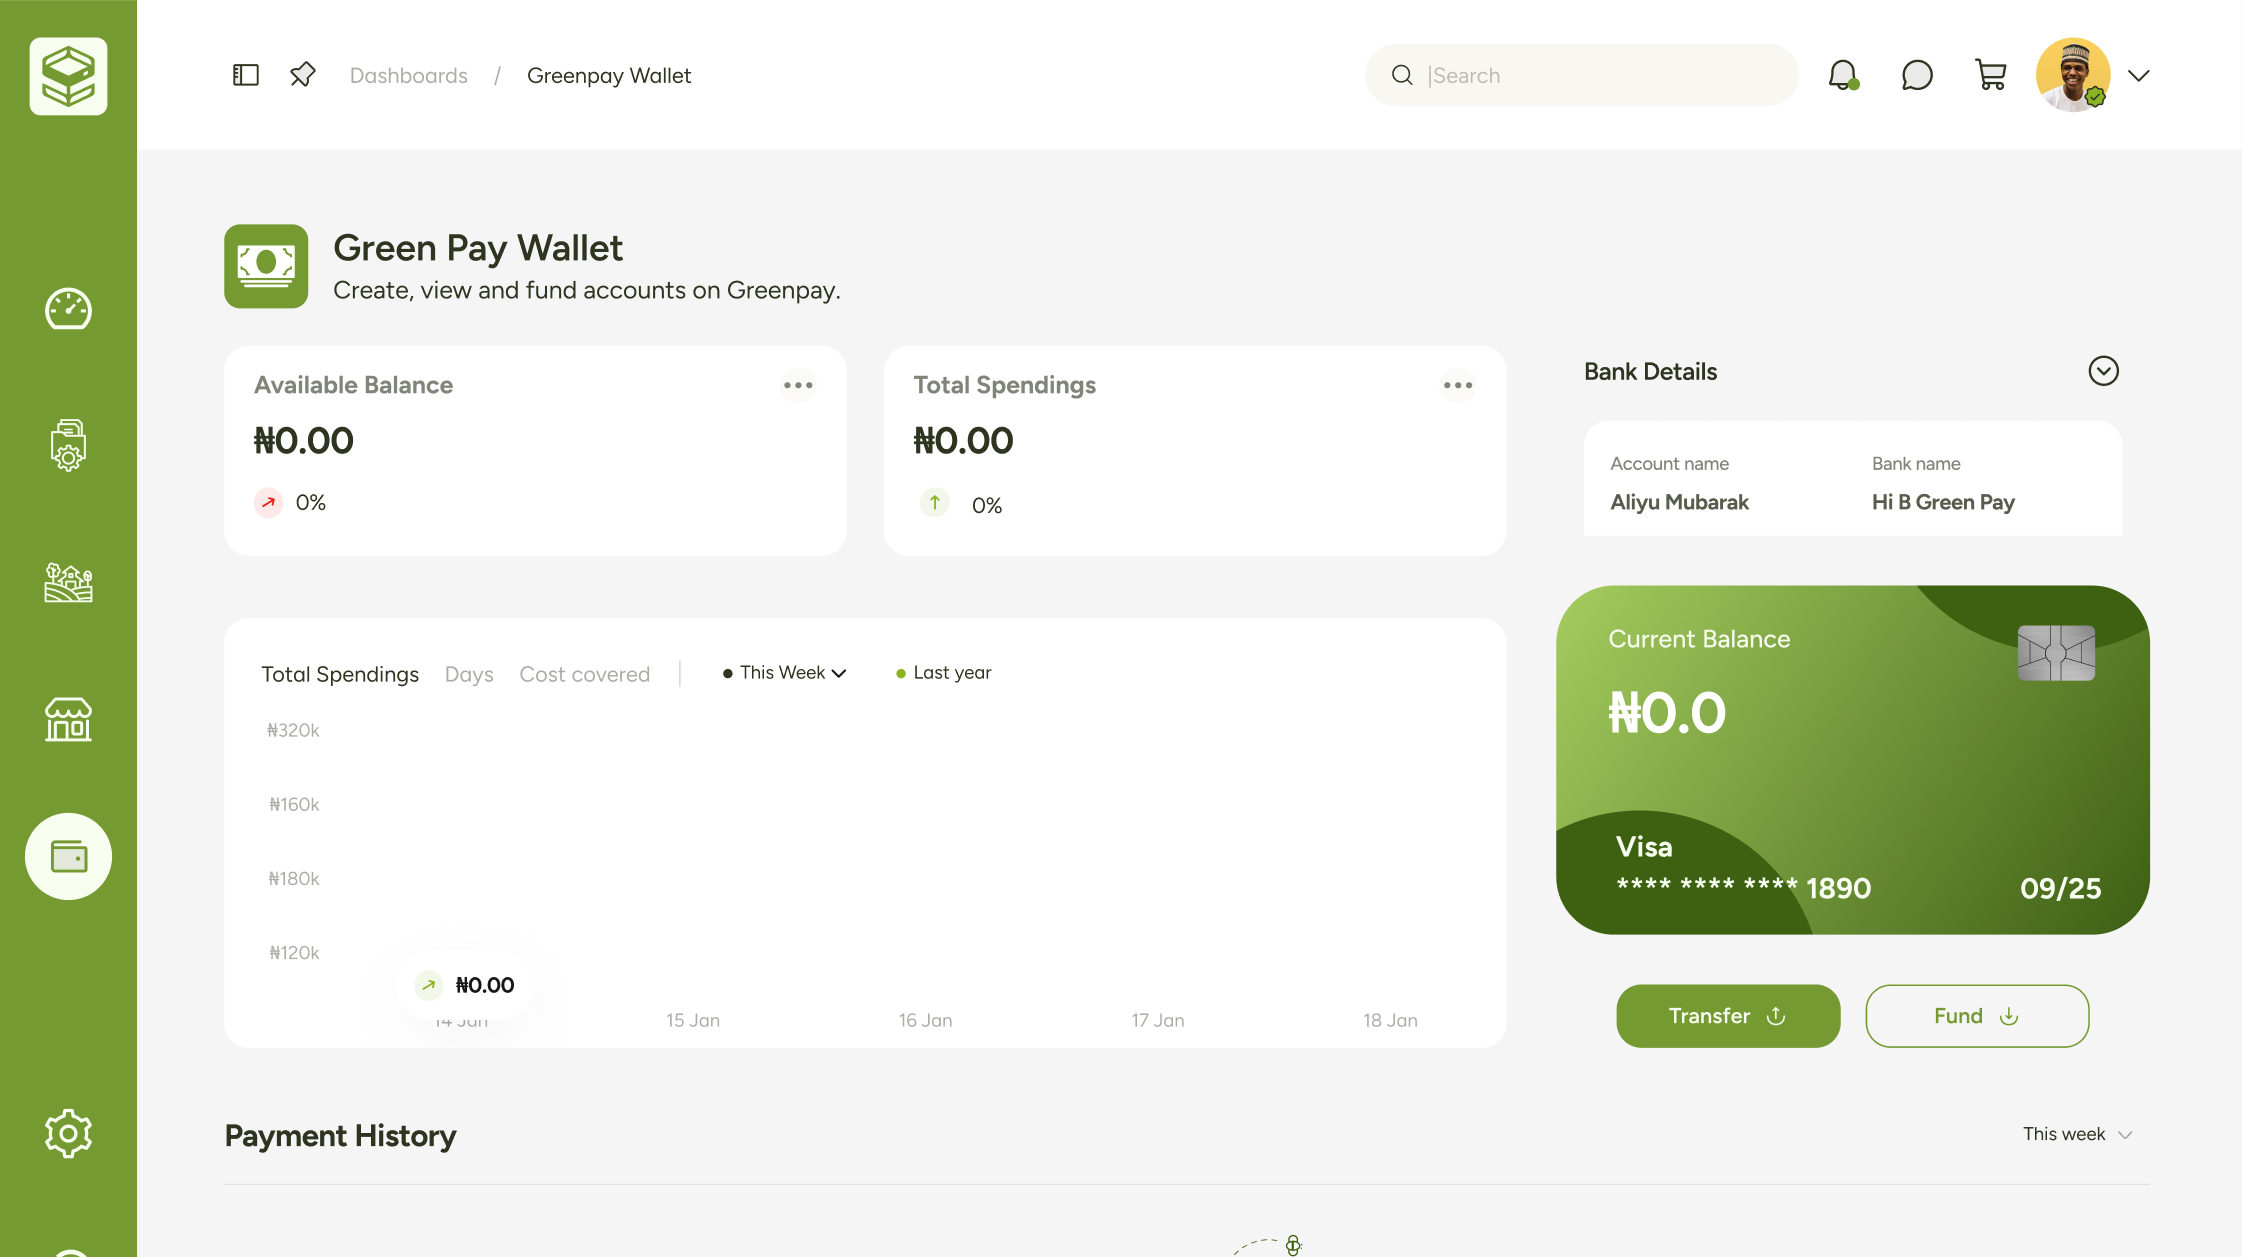 Dashboards / Greenpay Wallet
Search
Green Pay Wallet
Create, view and fund accounts on Greenpay.
Available Balance
₦0.00
0%
Total Spendings
₦0.00
0%
Bank Details
Account name
Aliyu Mubarak
Bank name
Hi B Green Pay
Total Spendings Days Cost covered This Week Last year
₦320k
₦160k
₦180k
₦120k
₦0.00
14 Jan 15 Jan 16 Jan 17 Jan 18 Jan
Current Balance
₦0.0
Visa
**** **** **** 1890 09/25
Transfer
Fund
Payment History
This week